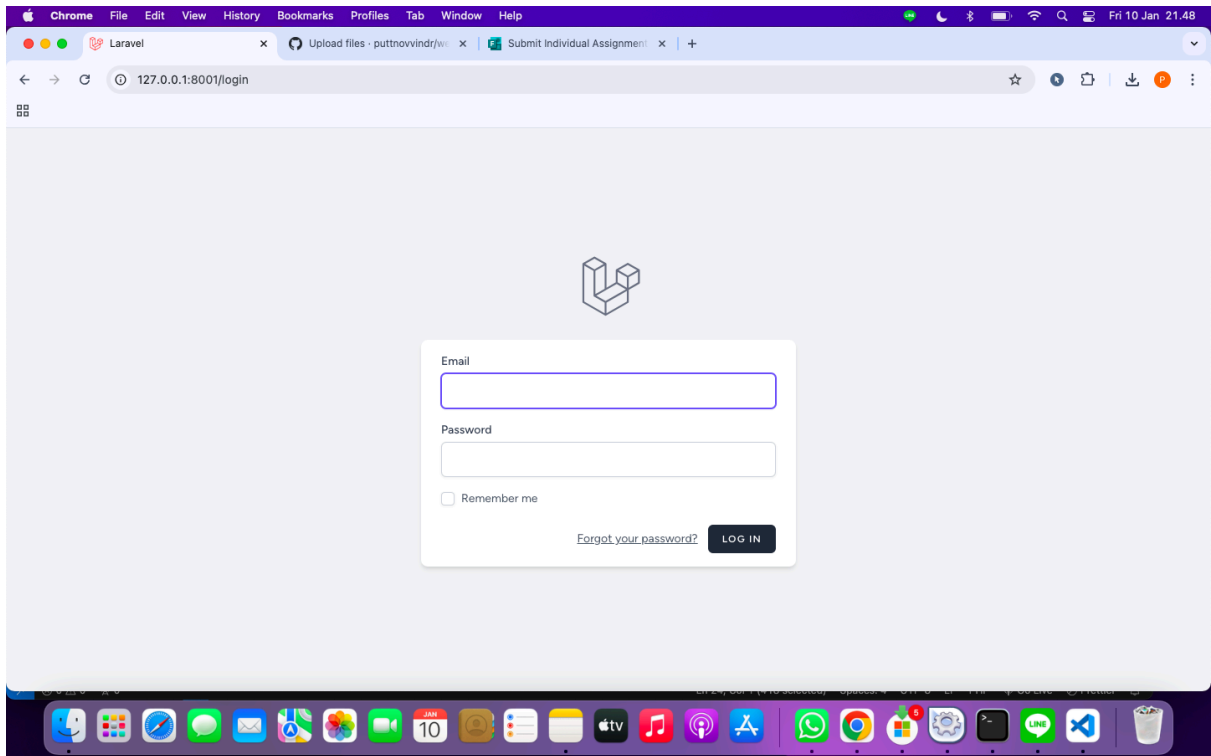 Chrome File Edit View History Bookmarks Profiles Tab Window Help Fri 10 Jan 21.48
Laravel Upload files · puttnovvindr/we Submit Individual Assignment
127.0.0.1:8001/login P
Email
Password
Remember me
Forgot your password? LOG IN
JAN
10 tv 5 LINE